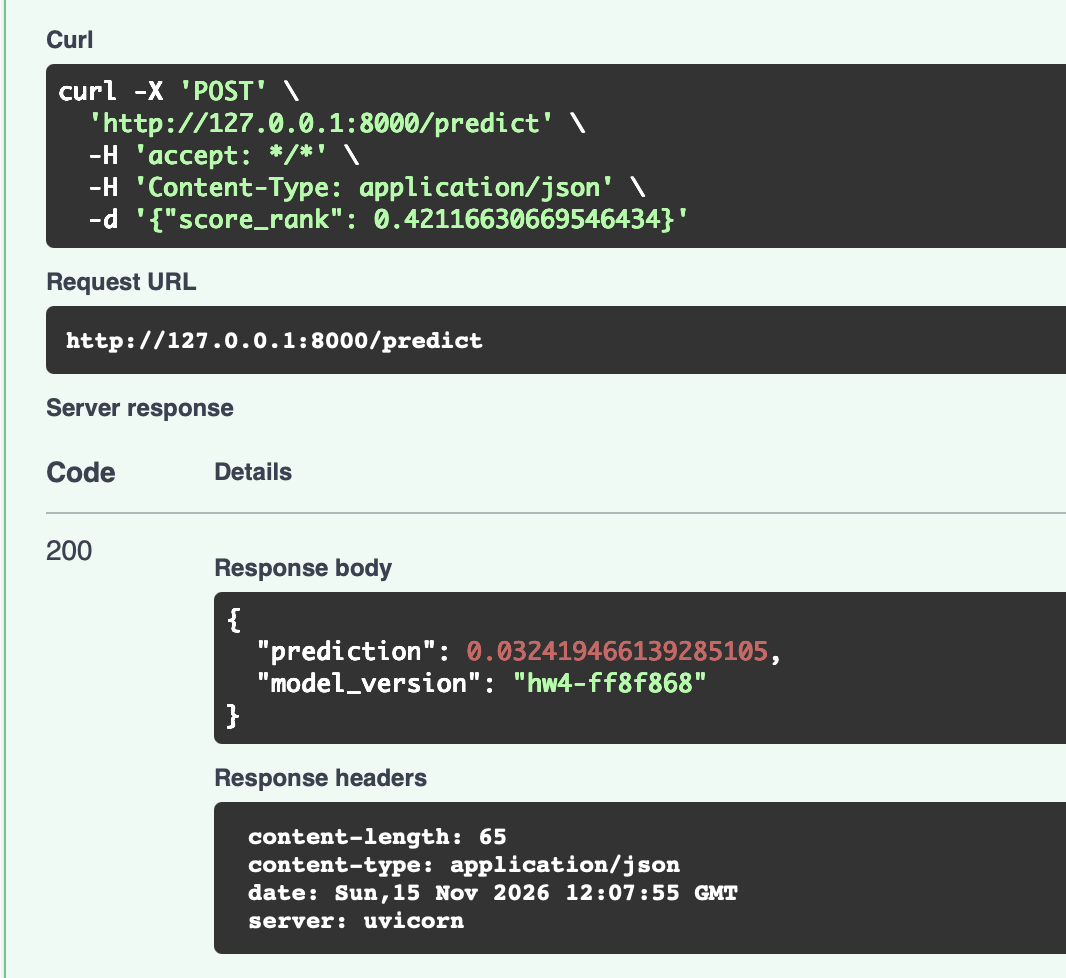 Curl
curl -X 'POST' \
'http://127.0.0.1:8000/predict' \
-H 'accept: */*' \
-H 'Content-Type: application/json' \
-d '{"score_rank": 0.42116630669546434}'
Request URL
http://127.0.0.1:8000/predict
Server response
Code Details
200
Response body
{
"prediction": 0.032419466139285105,
"model_version": "hw4-ff8f868"
}
Response headers
content-length: 65
content-type: application/json
date: Sun,15 Nov 2026 12:07:55 GMT
server: uvicorn